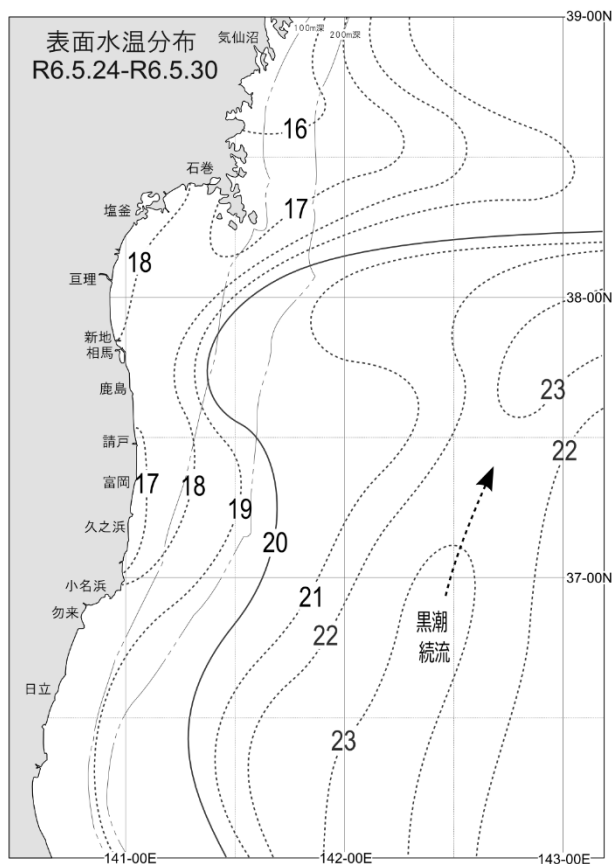 表面水温分布
R6.5.24-R6.5.30
気仙沼
100m深
200m深
39-00N
16
石巻
17
塩釜
18
亘理
38-00N
新地
相馬
鹿島
23
請戸
22
富岡
17
18
19
久之浜
20
小名浜
37-00N
21
勿来
22
黒潮
続流
日立
23
141-00E
142-00E
143-00E